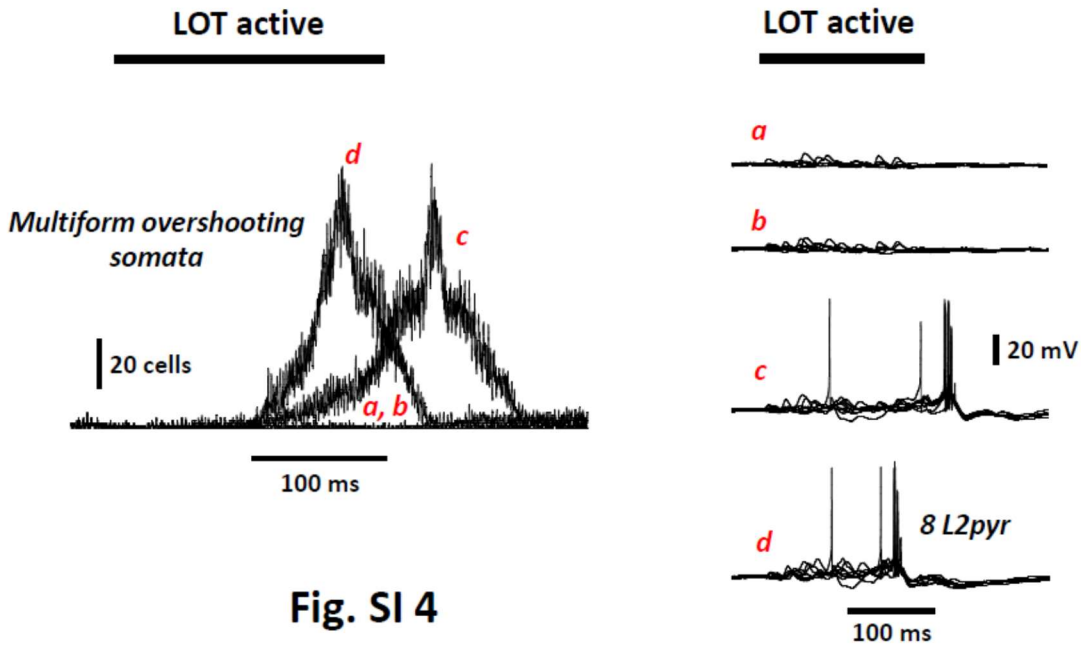 LOT active
d
Multiform overshooting
somata
c
20 cells
a, b
100 ms
LOT active
a
b
c
20 mV
d
8 L2pyr
100 ms
Fig. SI 4